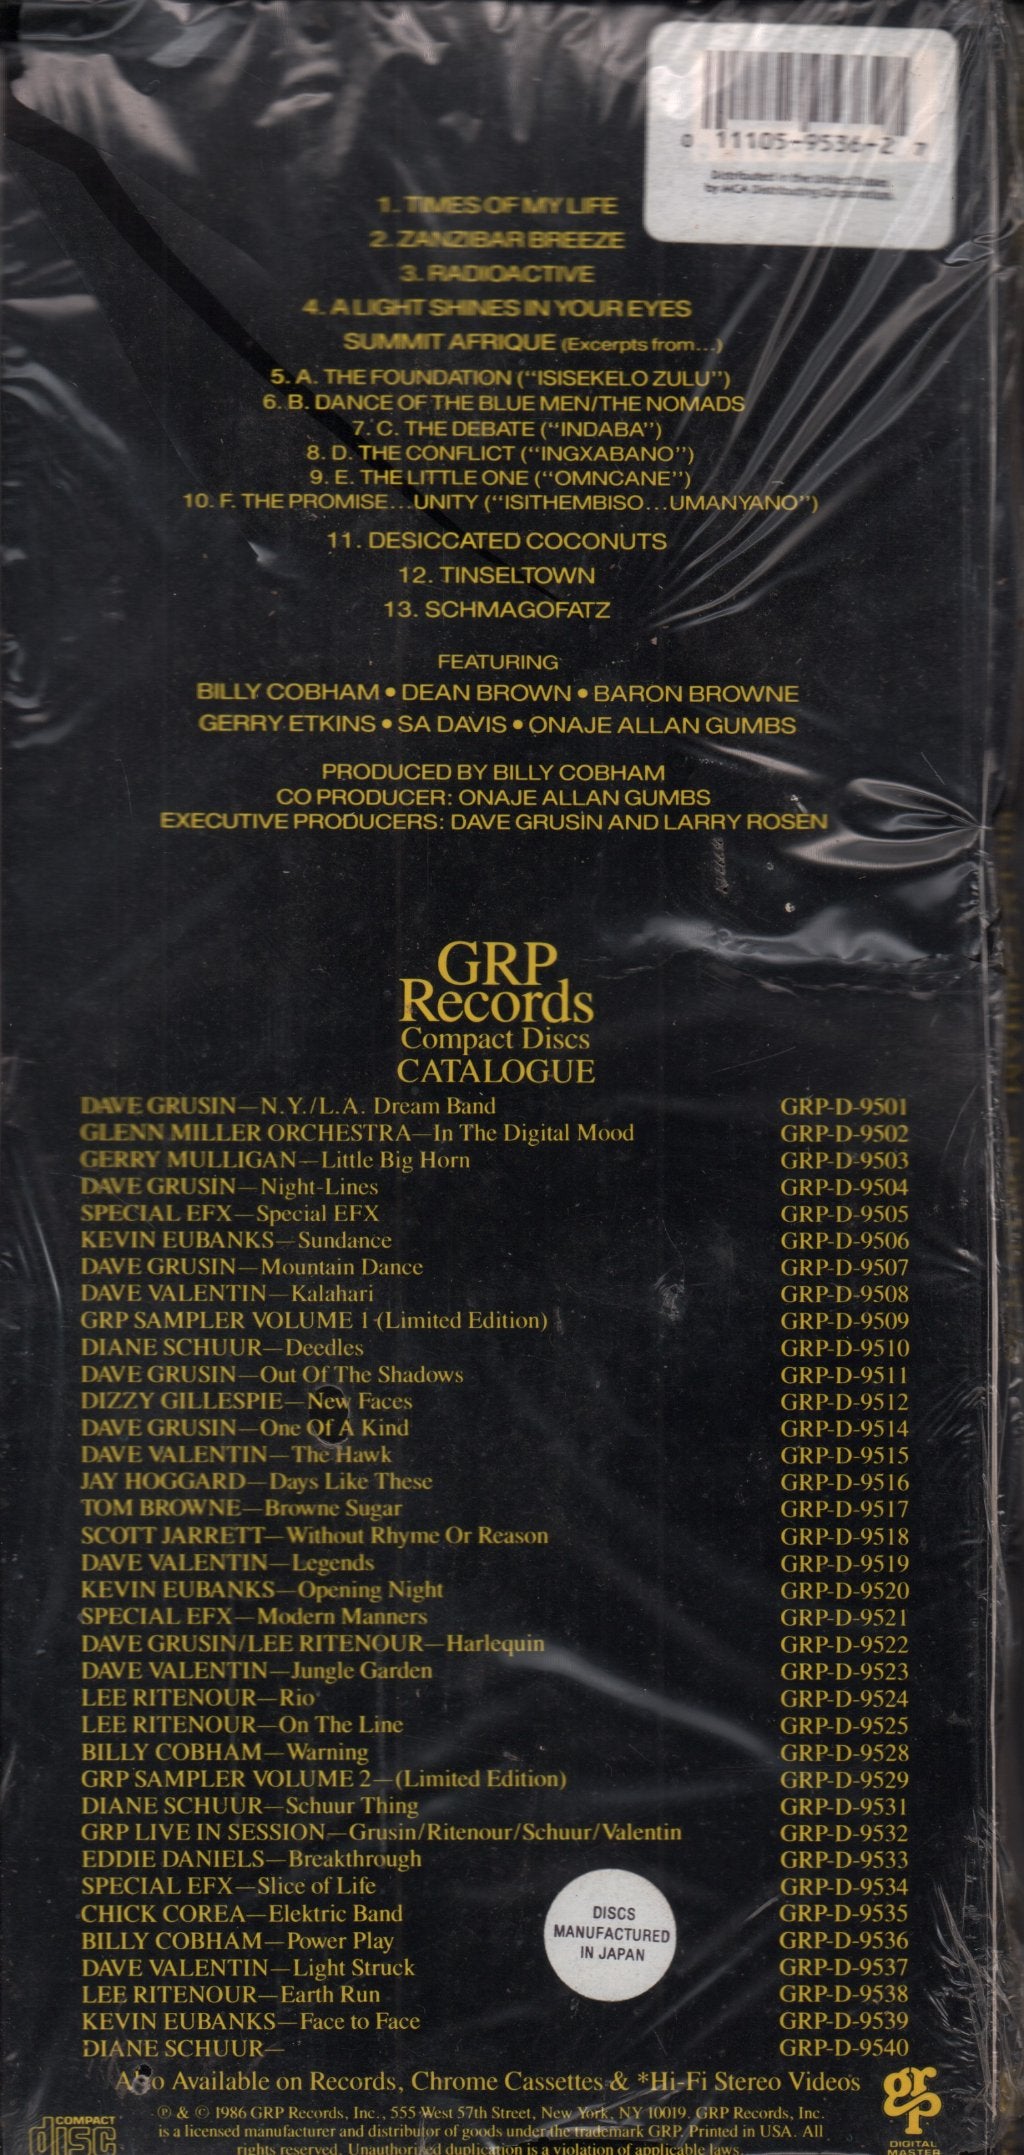 0 11105-9536-2 7
Distributed in the United States
by MCA Distributing Corporation.
1. TIMES OF MY LIFE
2. ZANZIBAR BREEZE
3. RADIOACTIVE
4. A LIGHT SHINES IN YOUR EYES
SUMMIT AFRIQUE (Excerpts from...)
5. A. THE FOUNDATION ("ISISEKELO ZULU")
6. B. DANCE OF THE BLUE MEN/THE NOMADS
7. C. THE DEBATE ("INDABA")
8. D. THE CONFLICT ("INGXABANO")
9. E. THE LITTLE ONE ("OMNCANE")
10. F. THE PROMISE...UNITY ("ISITHEMBISO...UMANYANO")
11. DESICCATED COCONUTS
12. TINSELTOWN
13. SCHMAGOFATZ
FEATURING
BILLY COBHAM • DEAN BROWN • BARON BROWNE
GERRY ETKINS • SA DAVIS • ONAJE ALLAN GUMBS
PRODUCED BY BILLY COBHAM
CO PRODUCER: ONAJE ALLAN GUMBS
EXECUTIVE PRODUCERS: DAVE GRUSIN AND LARRY ROSEN
GRP
Records
Compact Discs
CATALOGUE
DAVE GRUSIN—N.Y./L.A. Dream Band GRP-D-9501
GLENN MILLER ORCHESTRA—In The Digital Mood GRP-D-9502
GERRY MULLIGAN—Little Big Horn GRP-D-9503
DAVE GRUSIN—Night-Lines GRP-D-9504
SPECIAL EFX—Special EFX GRP-D-9505
KEVIN EUBANKS—Sundance GRP-D-9506
DAVE GRUSIN—Mountain Dance GRP-D-9507
DAVE VALENTIN—Kalahari GRP-D-9508
GRP SAMPLER VOLUME 1 (Limited Edition) GRP-D-9509
DIANE SCHUUR—Deedles GRP-D-9510
DAVE GRUSIN—Out Of The Shadows GRP-D-9511
DIZZY GILLESPIE—New Faces GRP-D-9512
DAVE GRUSIN—One Of A Kind GRP-D-9514
DAVE VALENTIN—The Hawk GRP-D-9515
JAY HOGGARD—Days Like These GRP-D-9516
TOM BROWNE—Browne Sugar GRP-D-9517
SCOTT JARRETT—Without Rhyme Or Reason GRP-D-9518
DAVE VALENTIN—Legends GRP-D-9519
KEVIN EUBANKS—Opening Night GRP-D-9520
SPECIAL EFX—Modern Manners GRP-D-9521
DAVE GRUSIN/LEE RITENOUR—Harlequin GRP-D-9522
DAVE VALENTIN—Jungle Garden GRP-D-9523
LEE RITENOUR—Rio GRP-D-9524
LEE RITENOUR—On The Line GRP-D-9525
BILLY COBHAM—Warning GRP-D-9528
GRP SAMPLER VOLUME 2—(Limited Edition) GRP-D-9529
DIANE SCHUUR—Schuur Thing GRP-D-9531
GRP LIVE IN SESSION—Grusin/Ritenour/Schuur/Valentin GRP-D-9532
EDDIE DANIELS—Breakthrough GRP-D-9533
SPECIAL EFX—Slice of Life GRP-D-9534
CHICK COREA—Elektric Band GRP-D-9535
BILLY COBHAM—Power Play GRP-D-9536
DAVE VALENTIN—Light Struck GRP-D-9537
LEE RITENOUR—Earth Run GRP-D-9538
KEVIN EUBANKS—Face to Face GRP-D-9539
DIANE SCHUUR— GRP-D-9540
DISCS
MANUFACTURED
IN JAPAN
Also Available on Records, Chrome Cassettes & *Hi-Fi Stereo Videos
℗ & © 1986 GRP Records, Inc., 555 West 57th Street, New York, NY 10019. GRP Records, Inc.
is a licensed manufacturer and distributor of goods under the trademark GRP. Printed in USA. All
rights reserved. Unauthorized duplication is a violation of applicable laws.
COMPACT
disc
grp
DIGITAL
MASTER